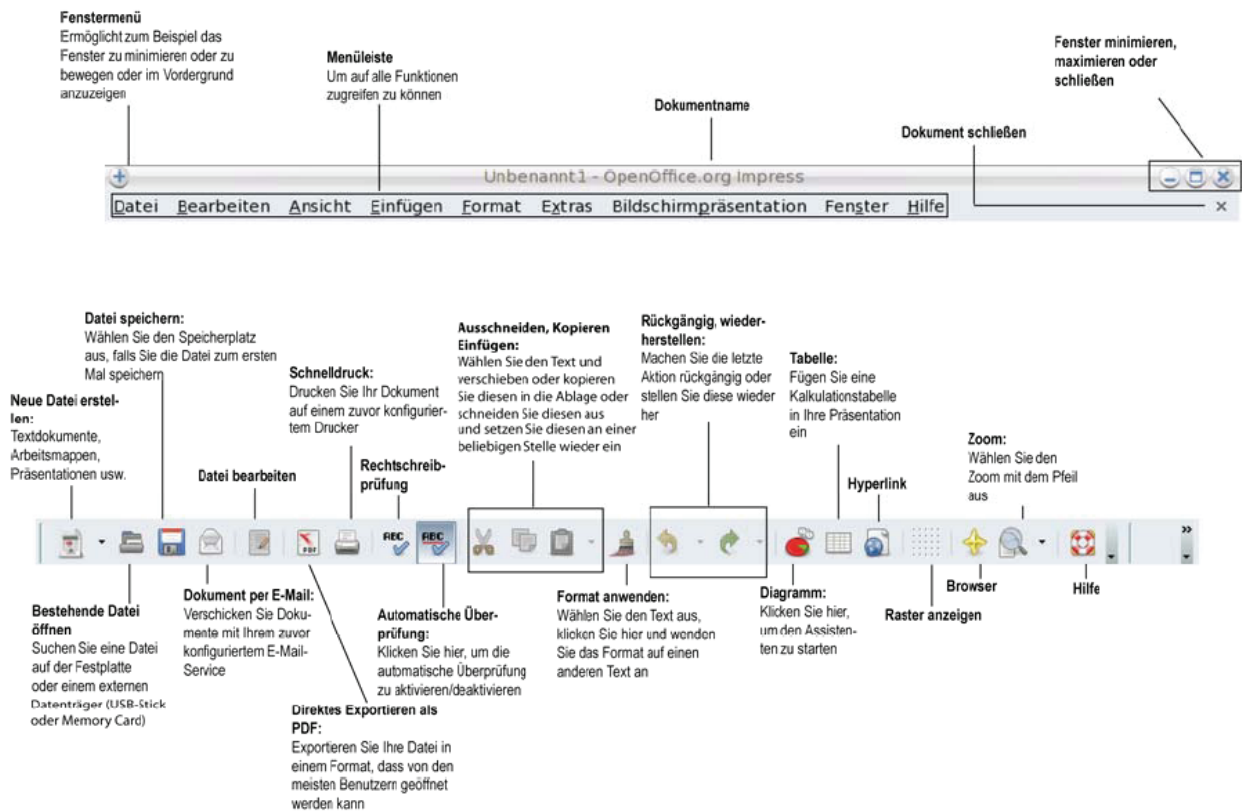 Fenstermenü
Ermöglicht zum Beispiel das
Fenster zu minimieren oder zu
bewegen oder im Vordergrund
anzuzeigen
Menüleiste
Um auf alle Funktionen
zugreifen zu können
Dokumentname
Dokument schließen
Fenster minimieren,
maximieren oder
schließen
Unbenannt1 - OpenOffice.org Impress
Datei Bearbeiten Ansicht Einfügen Format Extras Bildschirmpräsentation Fenster Hilfe
Neue Datei erstel-
len:
Textdokumente,
Arbeitsmappen,
Präsentationen usw.
Datei speichern:
Wählen Sie den Speicherplatz
aus, falls Sie die Datei zum ersten
Mal speichern
Datei bearbeiten
Schnelldruck:
Drucken Sie Ihr Dokument
auf einem zuvor konfigurier-
tem Drucker
Rechtschreib-
prüfung
Ausschneiden, Kopieren
Einfügen:
Wählen Sie den Text und
verschieben oder kopieren
Sie diesen in die Ablage oder
schneiden Sie diesen aus
und setzen Sie diesen an einer
beliebigen Stelle wieder ein
Rückgängig, wieder-
herstellen:
Machen Sie die letzte
Aktion rückgängig oder
stellen Sie diese wieder
her
Tabelle:
Fügen Sie eine
Kalkulationstabelle
in Ihre Präsentation
ein
Hyperlink
Zoom:
Wählen Sie den
Zoom mit dem Pfeil
aus
PDF
ABC
ABC
Bestehende Datei
öffnen
Suchen Sie eine Datei
auf der Festplatte
oder einem externen
Datenträger (USB-Stick
oder Memory Card)
Dokument per E-Mail:
Verschicken Sie Doku-
mente mit Ihrem zuvor
konfiguriertem E-Mail-
Service
Direktes Exportieren als
PDF:
Exportieren Sie Ihre Datei in
einem Format, dass von den
meisten Benutzern geöffnet
werden kann
Automatische Über-
prüfung:
Klicken Sie hier, um die
automatische Überprüfung
zu aktivieren/deaktivieren
Format anwenden:
Wählen Sie den Text aus,
klicken Sie hier und wenden
Sie das Format auf einen
anderen Text an
Diagramm:
Klicken Sie hier,
um den Assisten-
ten zu starten
Raster anzeigen
Browser
Hilfe